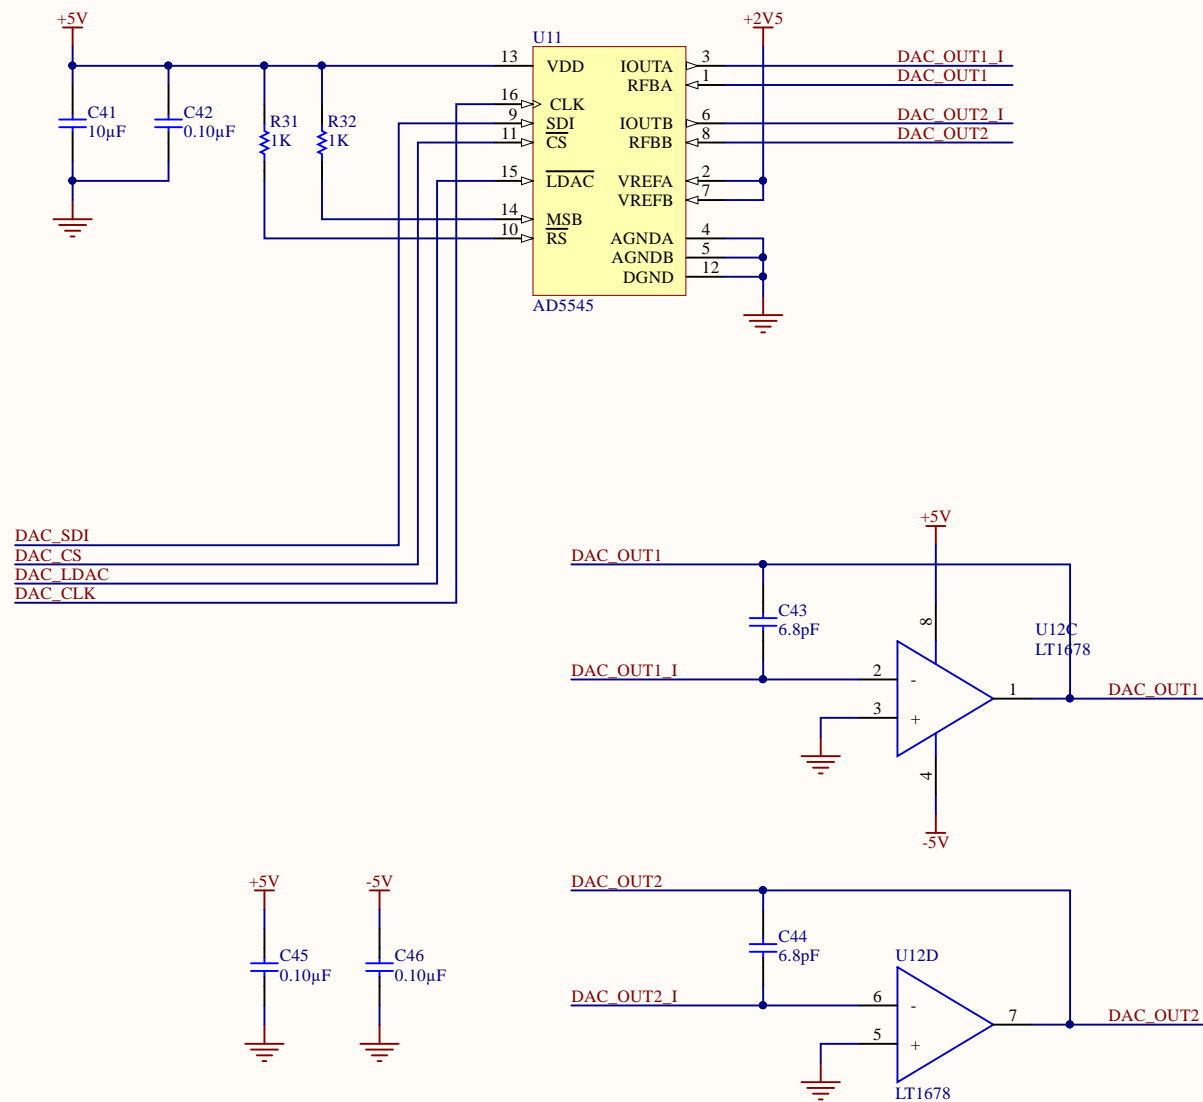 +5V
+2V5
U11
13 VDD
IOUTA 3 DAC_OUT1_I
RFBA 1 DAC_OUT1
C41
10µF
C42
0.10µF
R31
1K
R32
1K
16 CLK
9 SDI
11 CS
IOUTB 6 DAC_OUT2_I
RFBB 8 DAC_OUT2
15 LDAC
VREFA 2
VREFB 7
14 MSB
10 RS
AGNDA 4
AGNDB 5
DGND 12
AD5545
DAC_SDI
DAC_CS
DAC_LDAC
DAC_CLK
+5V
DAC_OUT1
C43
6.8pF
8
U12C
LT1678
DAC_OUT1_I
2 -
3 +
1 DAC_OUT1
4
-5V
+5V
-5V
C45
0.10µF
C46
0.10µF
DAC_OUT2
C44
6.8pF
U12D
DAC_OUT2_I
6 -
5 +
7 DAC_OUT2
LT1678